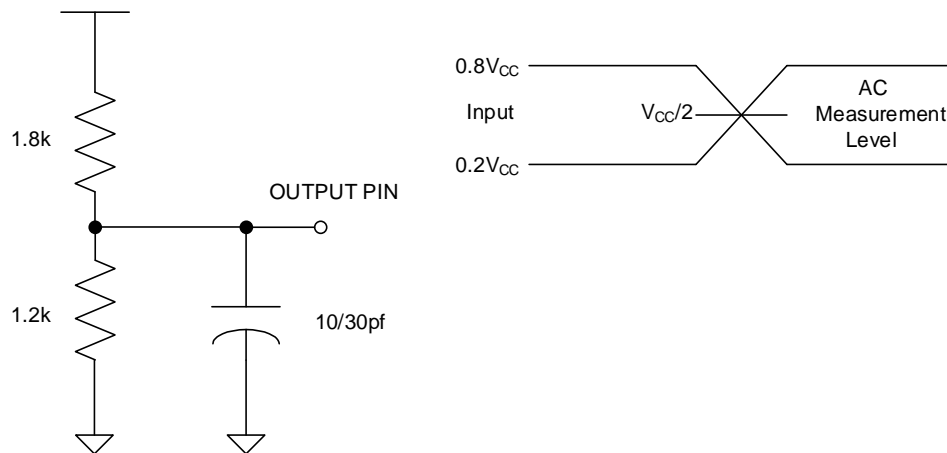 1.8k
1.2k
OUTPUT PIN
10/30pf
0.8VCC
Input
0.2VCC
VCC/2
AC
Measurement
Level